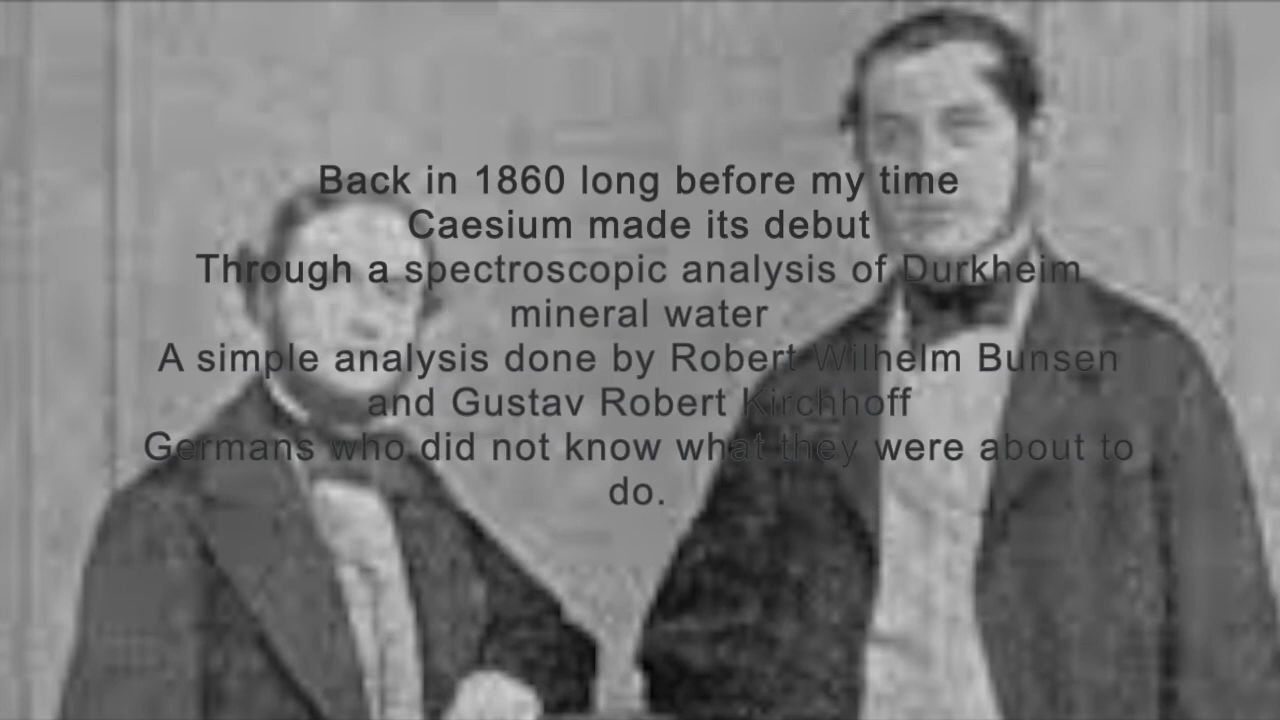 Back in 1860 long before my time
Caesium made its debut
Through a spectroscopic analysis of Durkheim
mineral water
A simple analysis done by Robert Wilhelm Bunsen
and Gustav Robert Kirchhoff
Germans who did not know what they were about to
do.